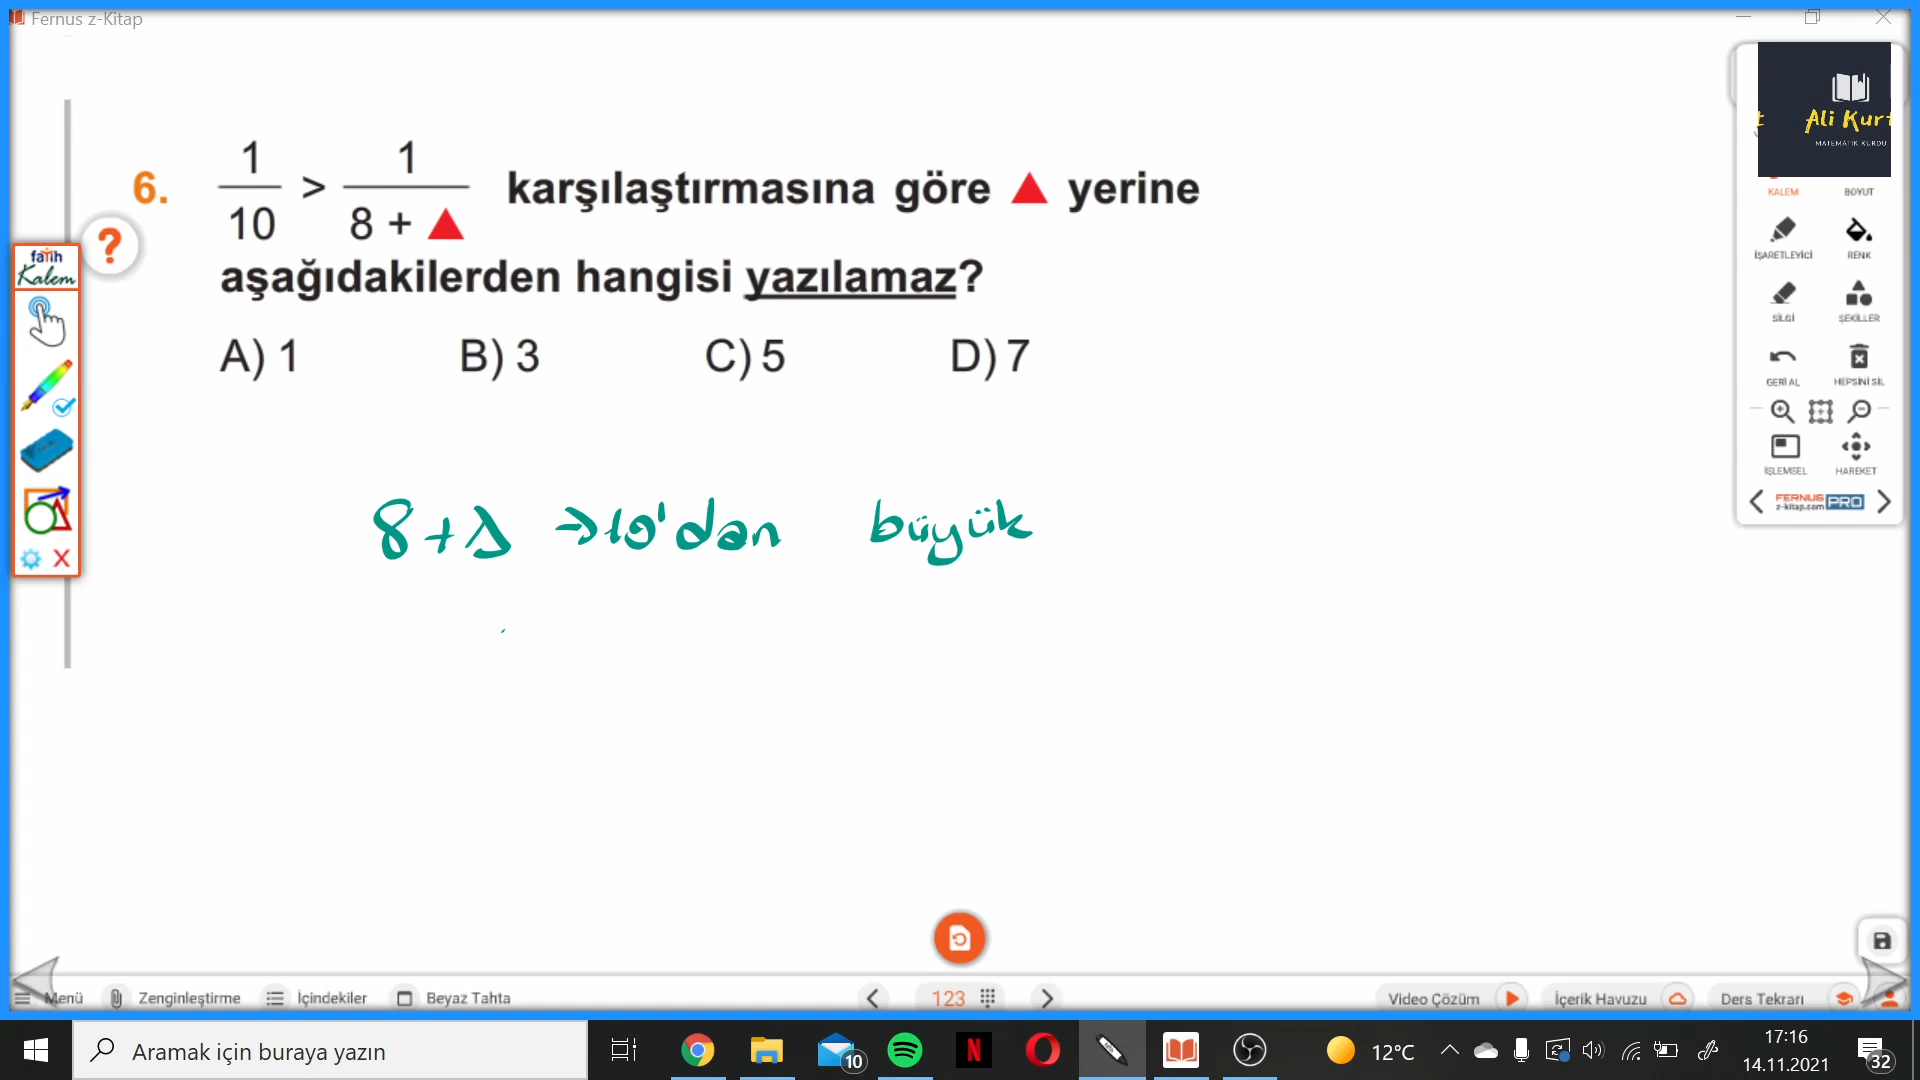 Fernus z-Kitap
Ali Kurt
MATEMATİK KURDU
6. 1/10 > 1/(8 + ▲) karşılaştırmasına göre ▲ yerine
aşağıdakilerden hangisi yazılamaz?
A) 1 B) 3 C) 5 D) 7
8+Δ →10'dan büyük
fatih
Kalem
KALEM BOYUT
İŞARETLEYİCİ RENK
SİLGİ ŞEKİLLER
GERİ AL HEPSİNİ SİL
İŞLEMSEL HAREKET
FERNUS PRO
z-kitap.com
Menü Zenginleştirme İçindekiler Beyaz Tahta 123 Video Çözüm İçerik Havuzu Ders Tekrarı
Aramak için buraya yazın 10 12°C 17:16
14.11.2021 32